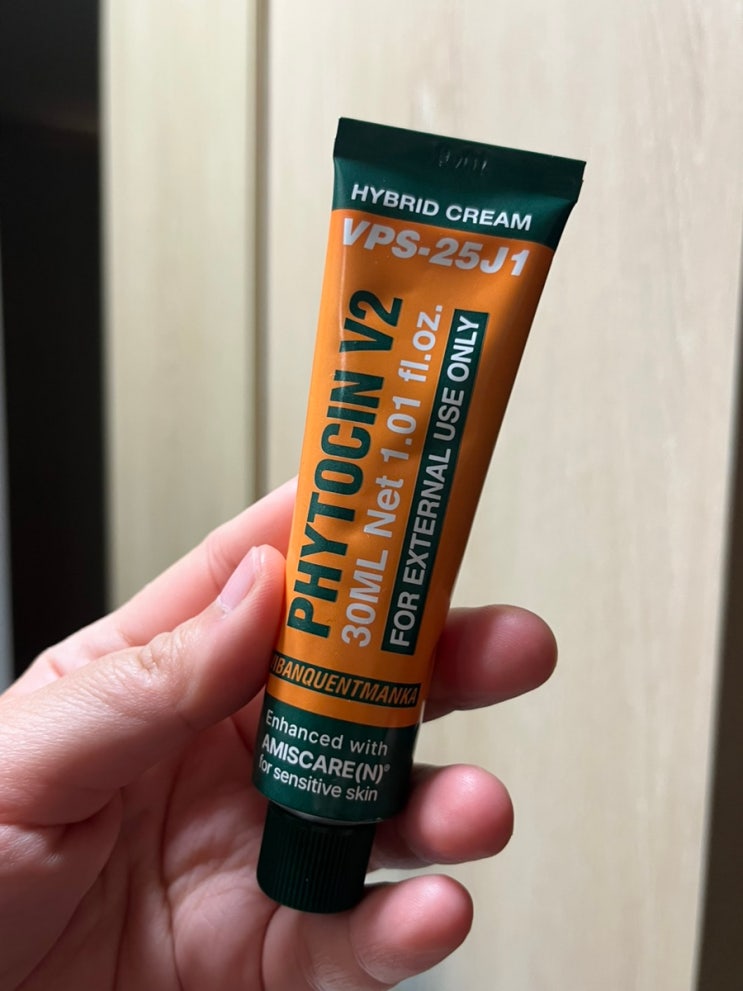 HYBRID CREAM
VPS-25J1
PHYTOCIN V2
30ML Net 1.01 fl.oz.
FOR EXTERNAL USE ONLY
IBANQUENTMANKA
Enhanced with
AMISCARE(N)®
for sensitive skin